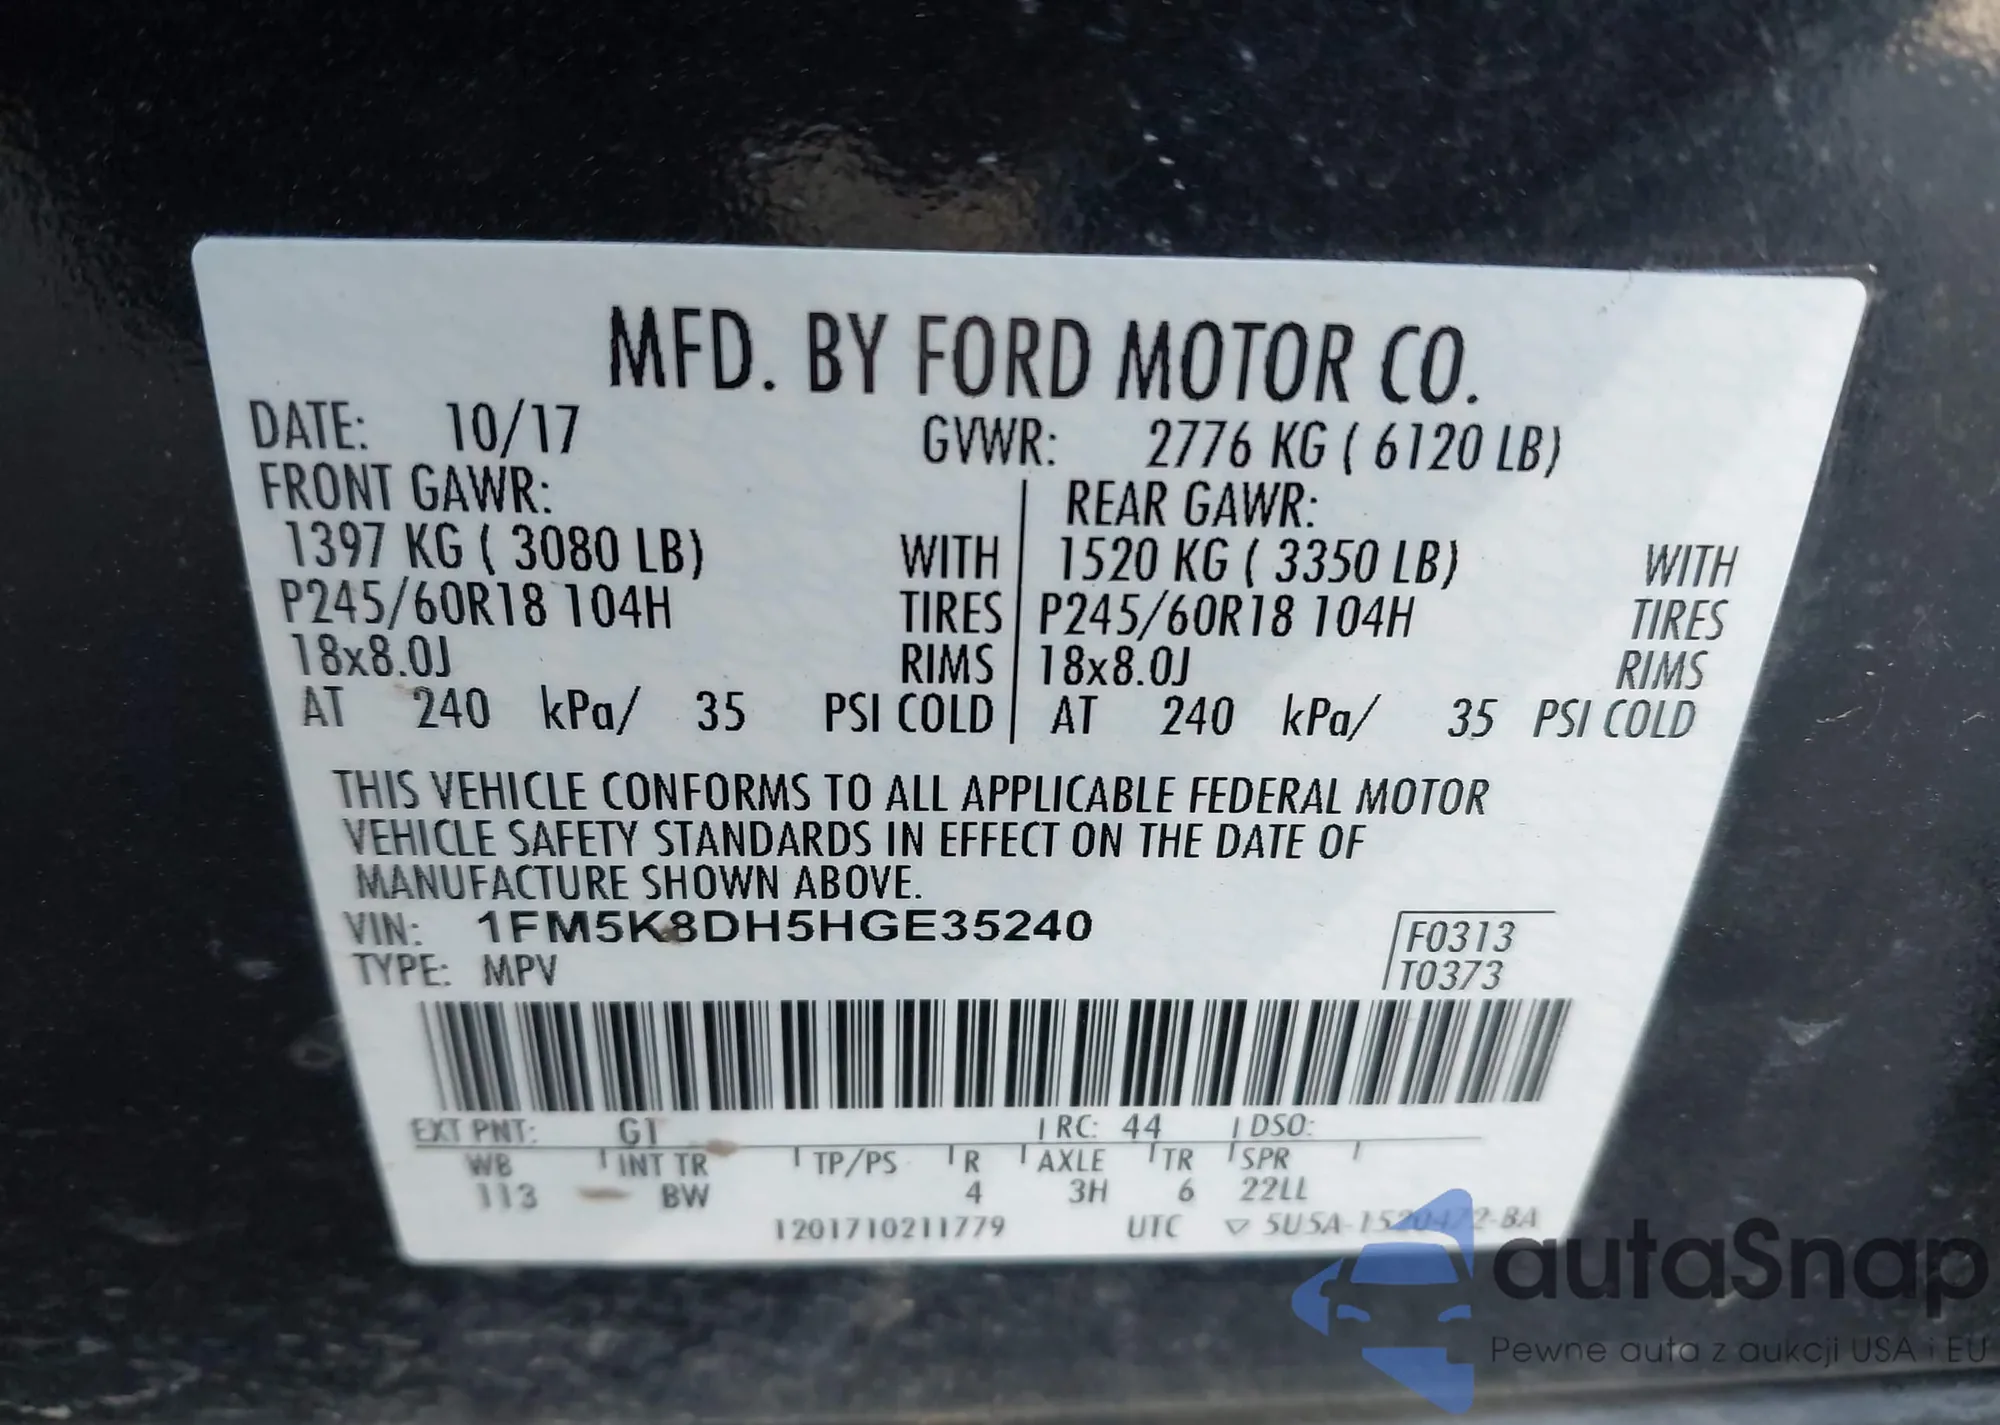 MFD. BY FORD MOTOR CO.
DATE: 10/17 GVWR: 2776 KG ( 6120 LB)
FRONT GAWR: REAR GAWR:
1397 KG ( 3080 LB) WITH 1520 KG ( 3350 LB) WITH
P245/60R18 104H TIRES P245/60R18 104H TIRES
18x8.0J RIMS 18x8.0J RIMS
AT 240 kPa/ 35 PSI COLD AT 240 kPa/ 35 PSI COLD
THIS VEHICLE CONFORMS TO ALL APPLICABLE FEDERAL MOTOR
VEHICLE SAFETY STANDARDS IN EFFECT ON THE DATE OF
MANUFACTURE SHOWN ABOVE.
VIN: 1FM5K8DH5HGE35240 F0313
TYPE: MPV T0373
EXT PNT: G1 RC: 44 DSO:
WB INT TR TP/PS R AXLE TR SPR
113 BW 4 3H 6 22LL
1201710211779 UTC ▽ 5U5A-1520472-BA
autaSnap
Pewne auta z aukcji USA i EU